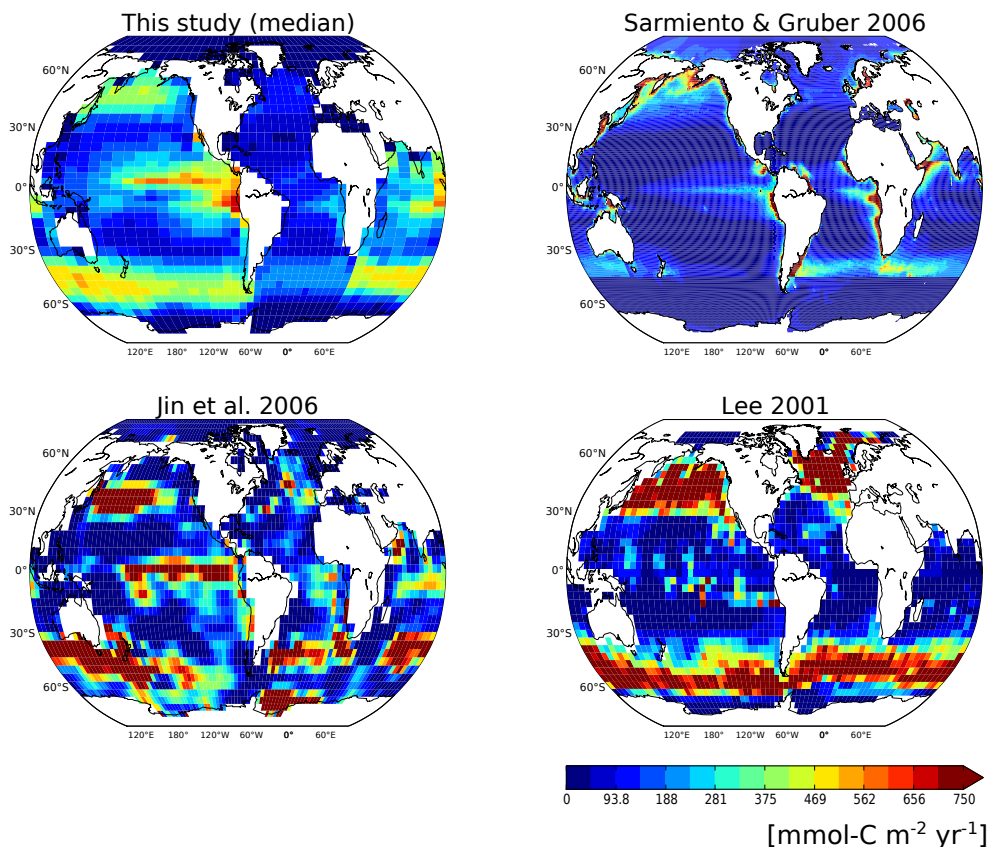 This study (median)
Sarmiento & Gruber 2006
60°N
30°N
0°
30°S
60°S
120°E 180° 120°W 60°W 0° 60°E
60°N
30°N
0°
30°S
60°S
120°E 180° 120°W 60°W 0° 60°E
Jin et al. 2006
Lee 2001
60°N
30°N
0°
30°S
60°S
120°E 180° 120°W 60°W 0° 60°E
60°N
30°N
0°
30°S
60°S
120°E 180° 120°W 60°W 0° 60°E
0 93.8 188 281 375 469 562 656 750
[mmol-C m⁻² yr⁻¹]